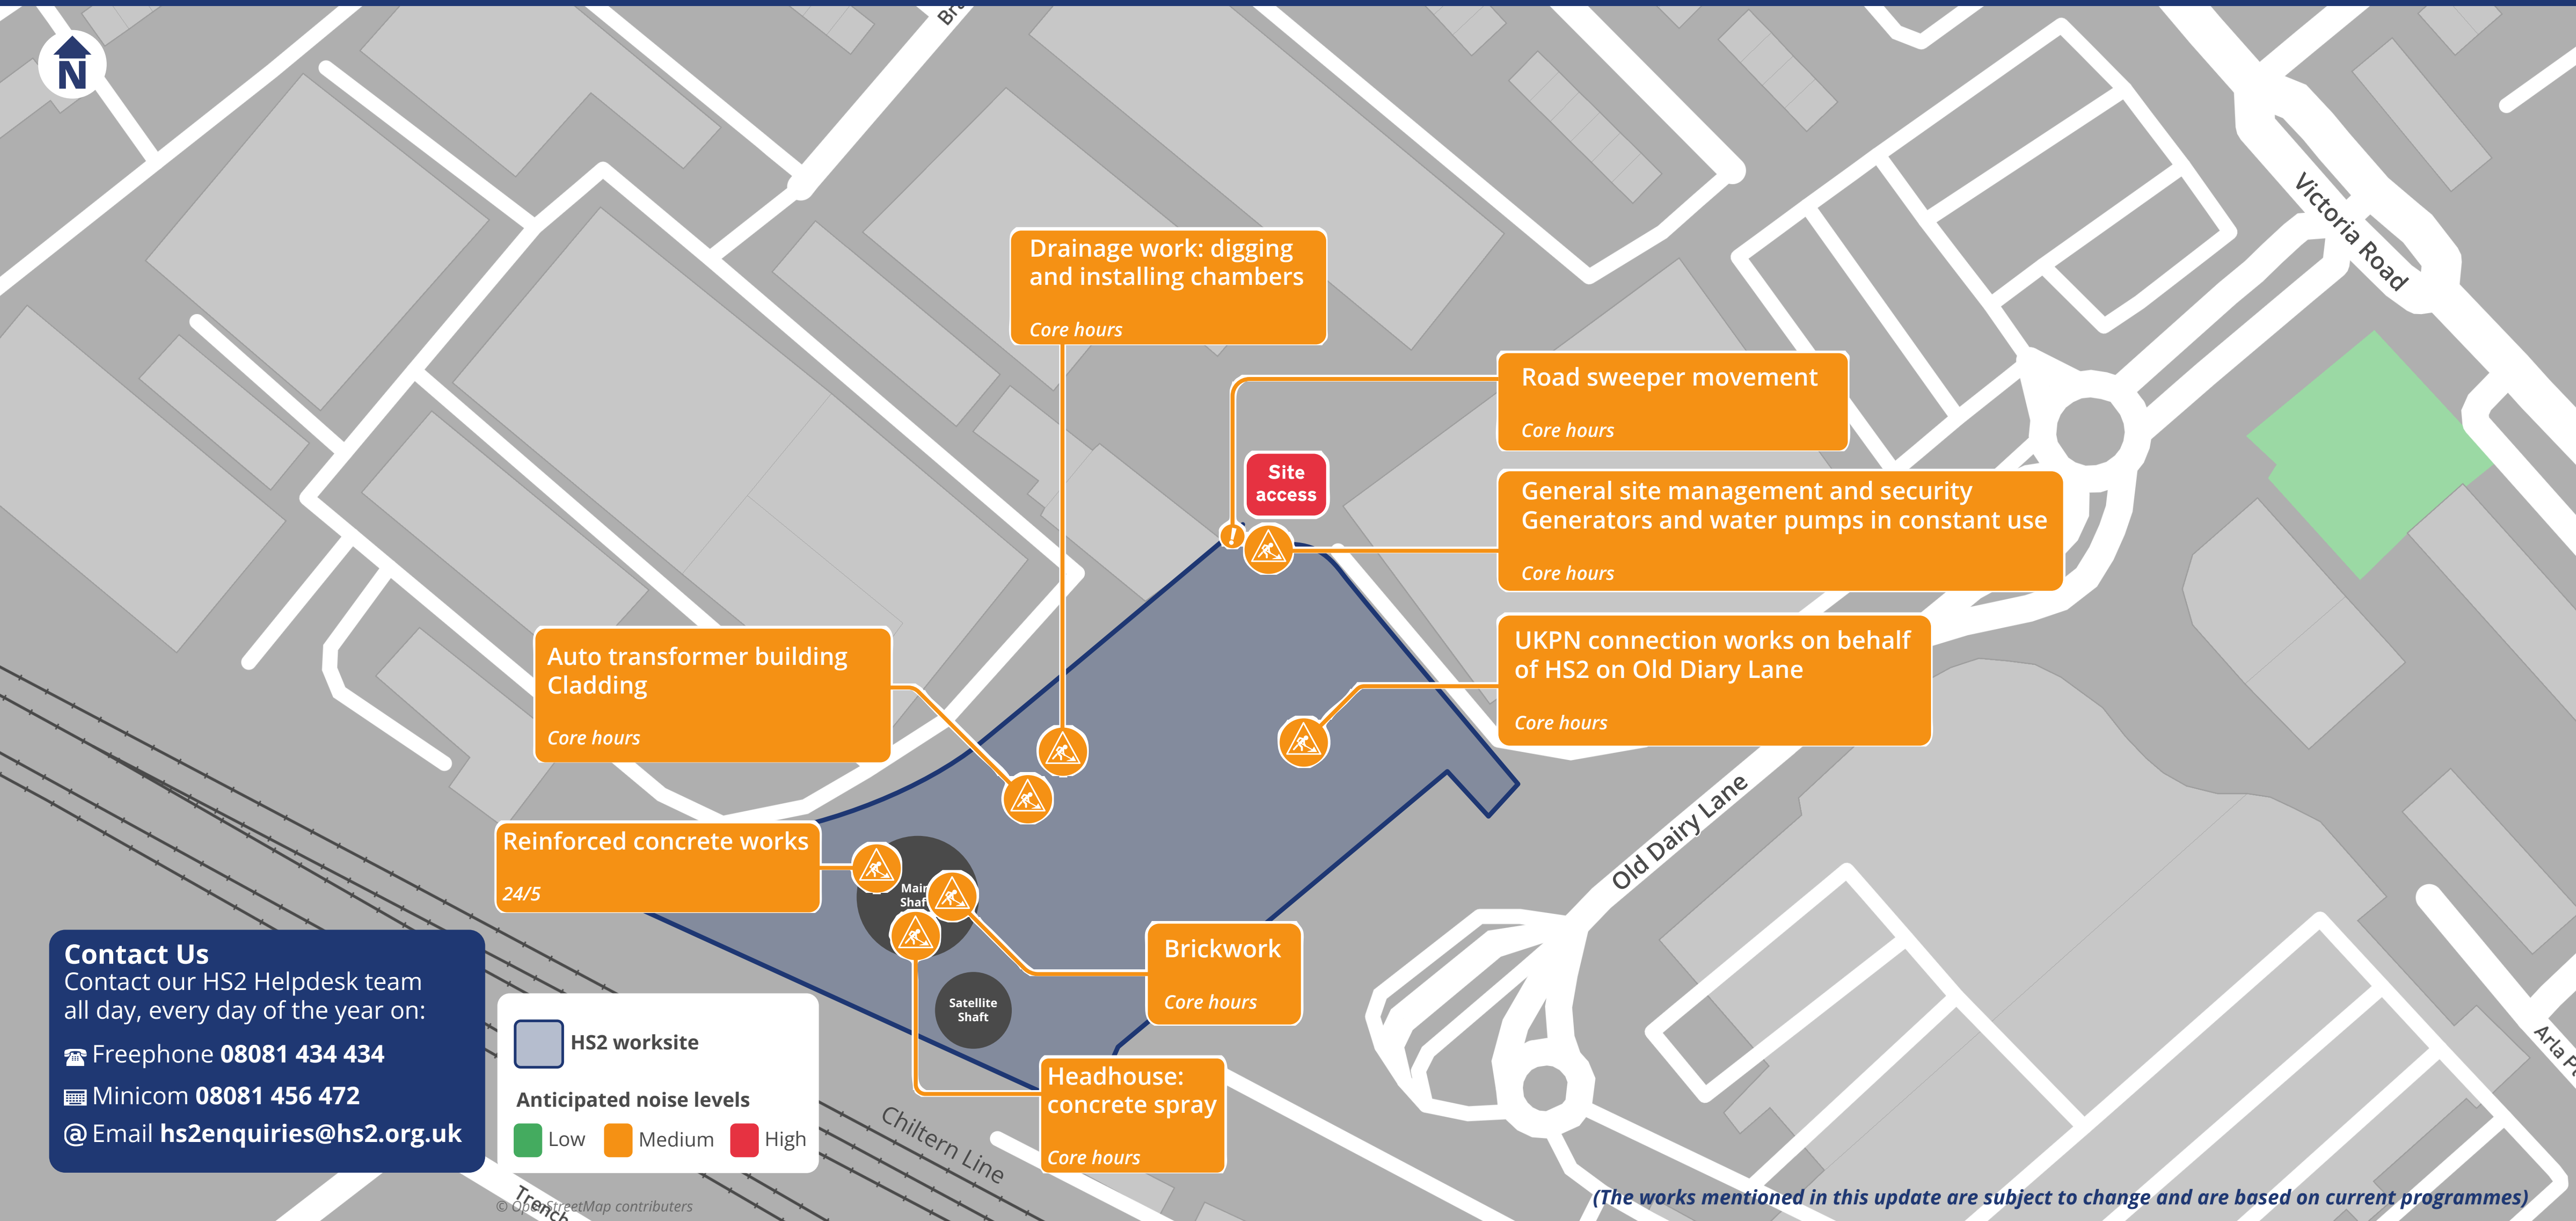 N
Victoria Road
Drainage work: digging
and installing chambers
Core hours
Road sweeper movement
Core hours
Site
access
!
General site management and security
Generators and water pumps in constant use
Core hours
UKPN connection works on behalf
of HS2 on Old Diary Lane
Core hours
Auto transformer building
Cladding
Core hours
Reinforced concrete works
24/5
Old Dairy Lane
Brickwork
Core hours
Satellite
Shaft
Headhouse:
concrete spray
Core hours
Contact Us
Contact our HS2 Helpdesk team
all day, every day of the year on:
Freephone 08081 434 434
Minicom 08081 456 472
@ Email hs2enquiries@hs2.org.uk
HS2 worksite
Anticipated noise levels
Low Medium High
Chiltern Line
© OpenStreetMap contributers
(The works mentioned in this update are subject to change and are based on current programmes)